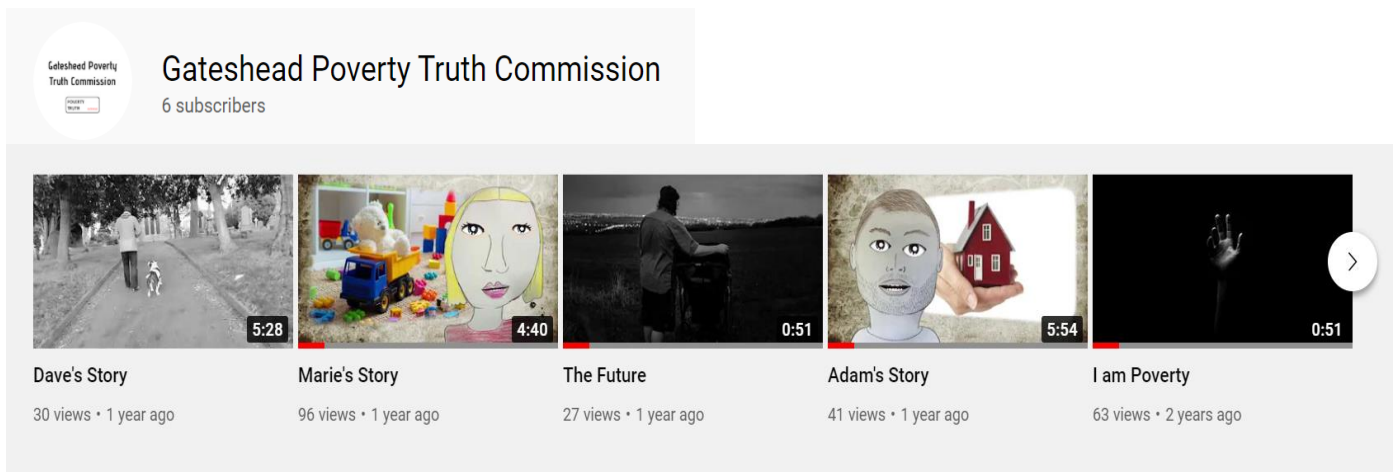 Gateshead Poverty
Truth Commission
POVERTY
TRUTH
Gateshead Poverty Truth Commission
6 subscribers
5:28
4:40
0:51
5:54
0:51
Dave's Story
Marie's Story
The Future
Adam's Story
I am Poverty
30 views • 1 year ago
96 views • 1 year ago
27 views • 1 year ago
41 views • 1 year ago
63 views • 2 years ago